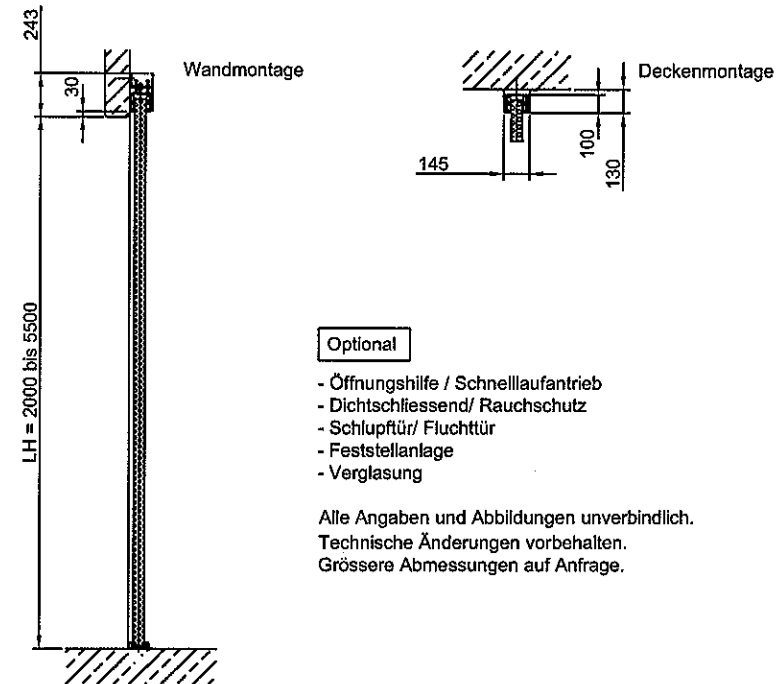 243
Wandmontage
30
Deckenmontage
145
100
130
LH = 2000 bis 5500
Optional
- Öffnungshilfe / Schnelllaufantrieb
- Dichtschliessend/ Rauchschutz
- Schlupftür/ Fluchttür
- Feststellanlage
- Verglasung
Alle Angaben und Abbildungen unverbindlich.
Technische Änderungen vorbehalten.
Grössere Abmessungen auf Anfrage.